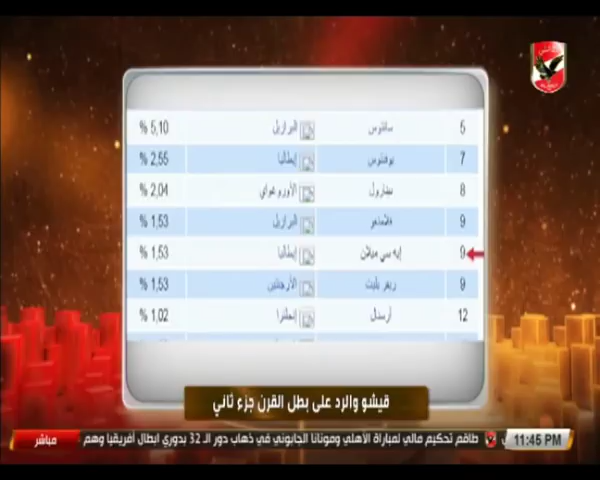 5 سانتوس البرازيل 5,10 %
7 يوفنتوس إيطاليا 2,55 %
8 بينارول الأوروغواي 2,04 %
9 فلامنغو البرازيل 1,53 %
9 إيه سي ميلان إيطاليا 1,53 %
9 ريفر بليت الأرجنتين 1,53 %
12 أرسنال إنجلترا 1,02 %
قيشو والرد على بطل القرن جزء ثاني
مباشر
طاقم تحكيم مالي لمباراة الأهلي ومونانا الجابوني في ذهاب دور الـ 32 بدوري ابطال أفريقيا وهم
11:45 PM